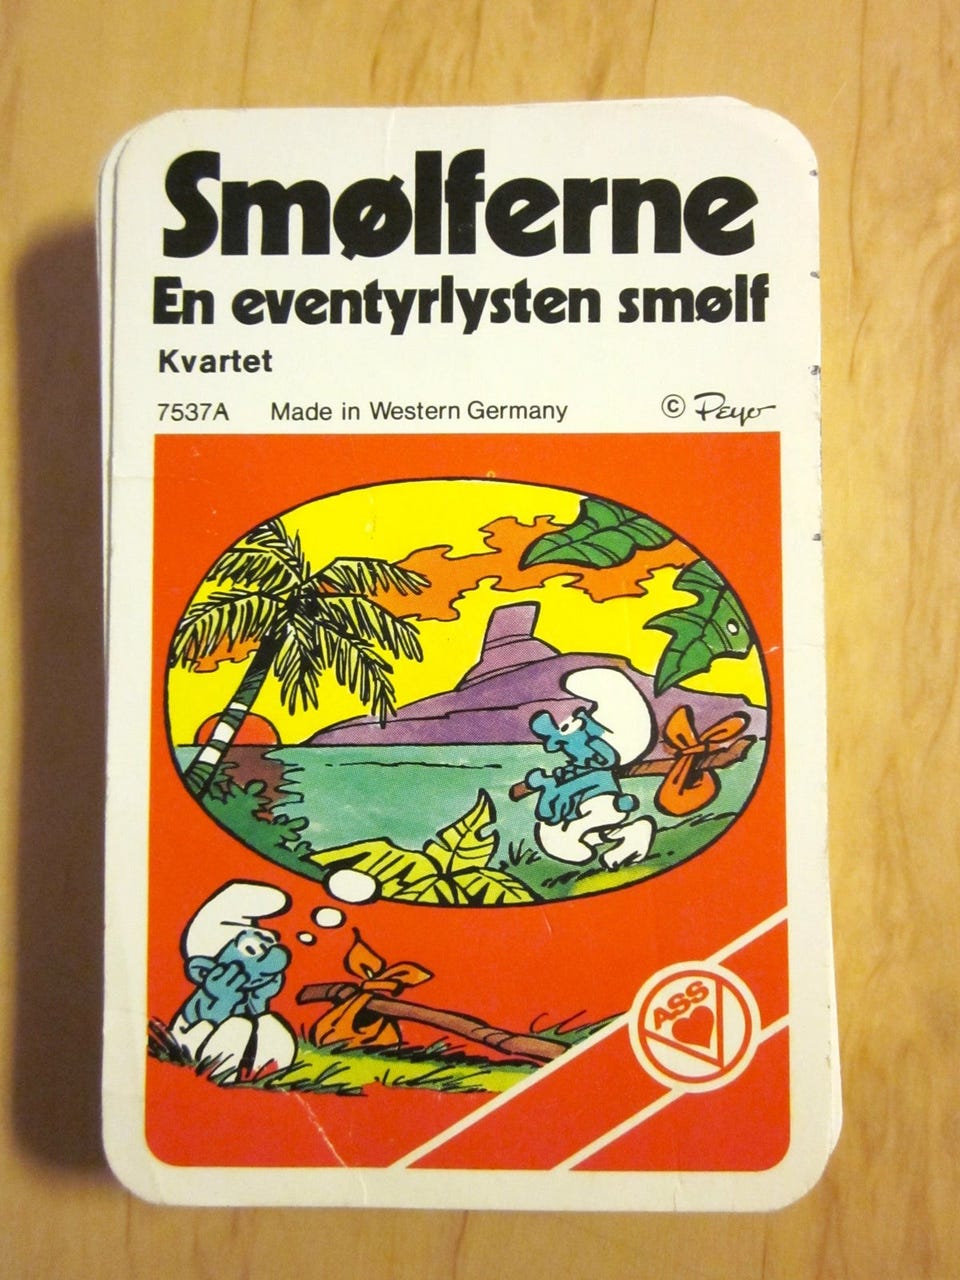 Smølferne
En eventyrlysten smølf
Kvartet
7537A Made in Western Germany © Peyo
ASS